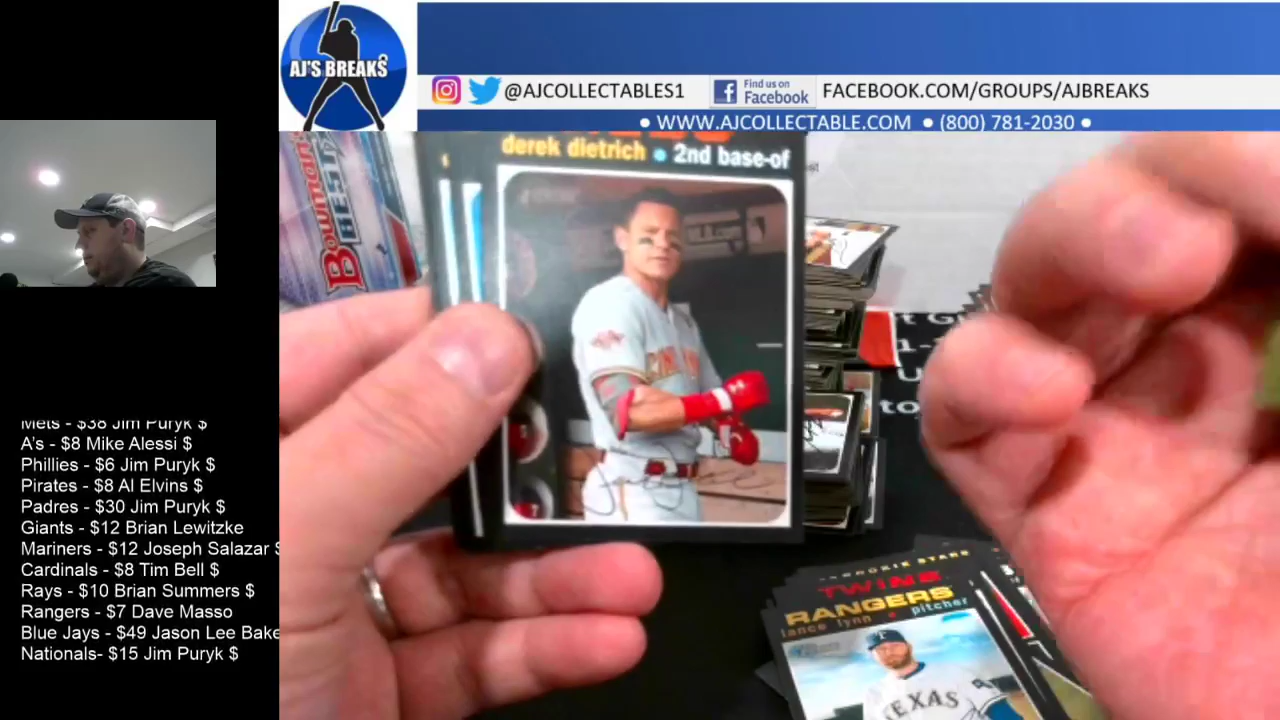 AJ'S BREAKS
@AJCOLLECTABLES1
Find us on
Facebook
FACEBOOK.COM/GROUPS/AJBREAKS
• WWW.AJCOLLECTABLE.COM • (800) 781-2030 •
derek dietrich • 2nd base-of
Bowman
BEST
Mets - $38 Jim Puryk $
A's - $8 Mike Alessi $
Phillies - $6 Jim Puryk $
Pirates - $8 Al Elvins $
Padres - $30 Jim Puryk $
Giants - $12 Brian Lewitzke
Mariners - $12 Joseph Salazar $
Cardinals - $8 Tim Bell $
Rays - $10 Brian Summers $
Rangers - $7 Dave Masso
Blue Jays - $49 Jason Lee Bake
Nationals- $15 Jim Puryk $
ROOKIE STARS
TWINS
RANGERS
lance lynn • pitcher
TEXAS